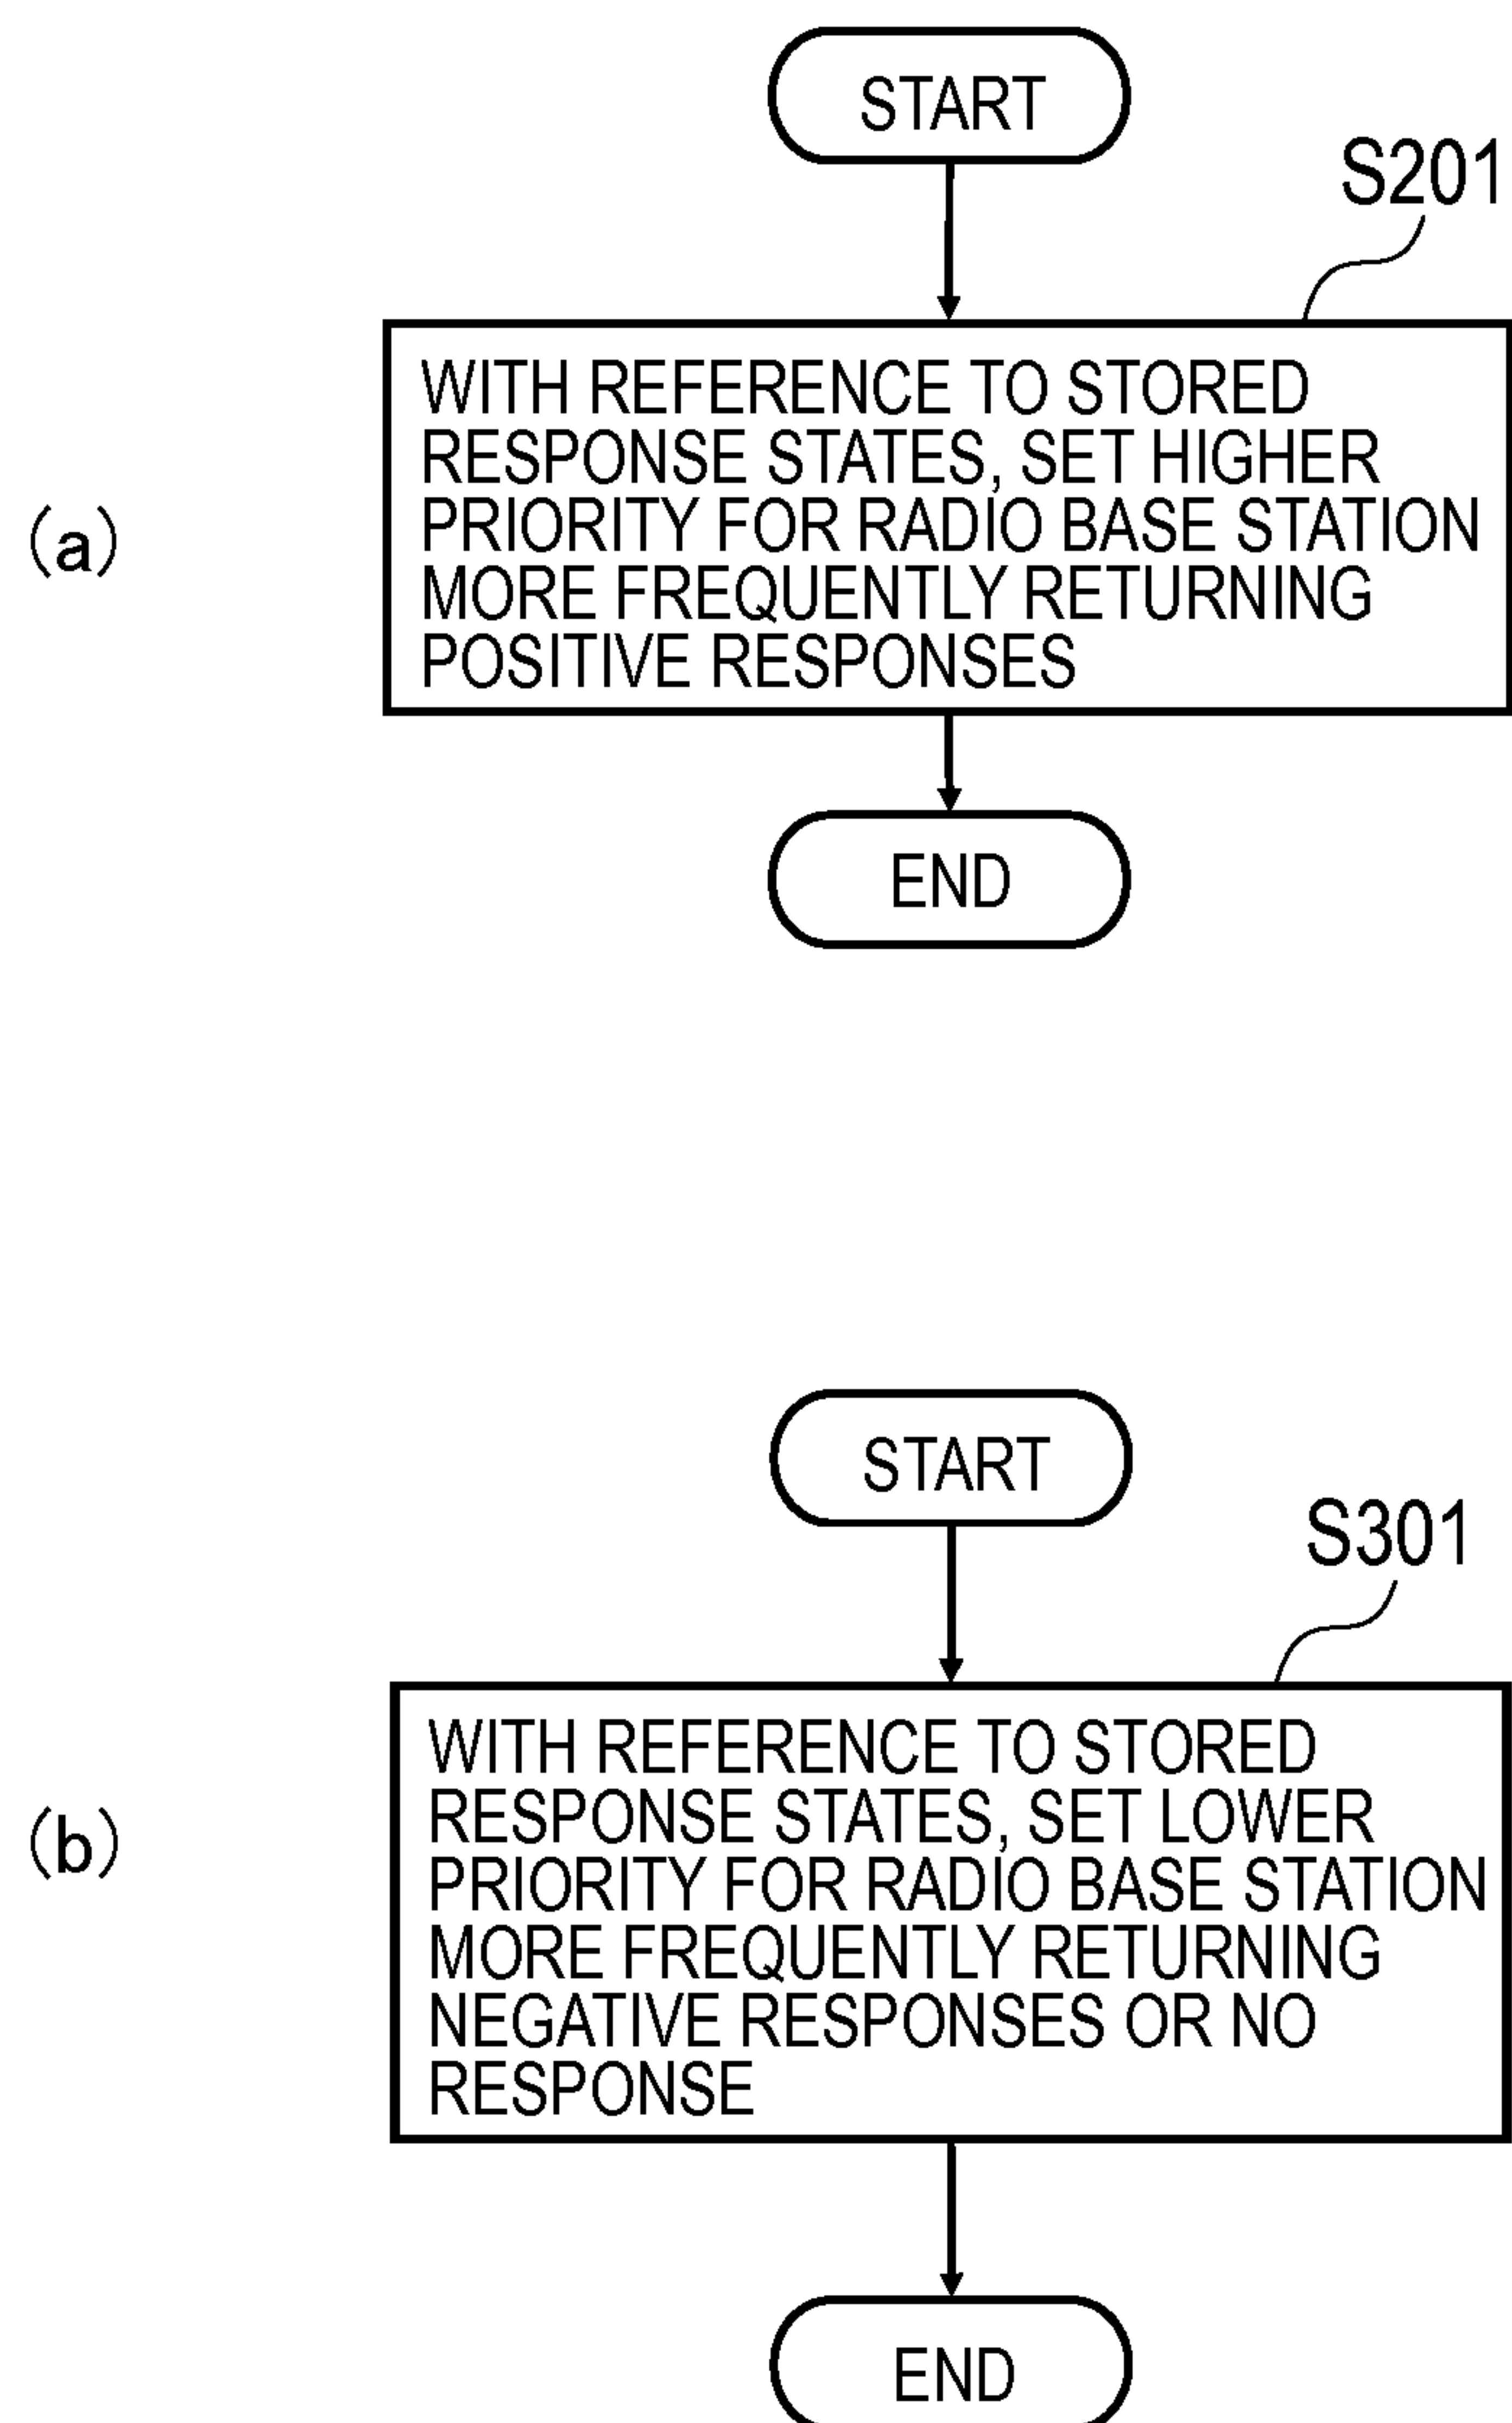 START
S201
WITH REFERENCE TO STORED
RESPONSE STATES, SET HIGHER
PRIORITY FOR RADIO BASE STATION
MORE FREQUENTLY RETURNING
POSITIVE RESPONSES
(a)
END
START
S301
WITH REFERENCE TO STORED
RESPONSE STATES, SET LOWER
PRIORITY FOR RADIO BASE STATION
MORE FREQUENTLY RETURNING
NEGATIVE RESPONSES OR NO
RESPONSE
(b)
END